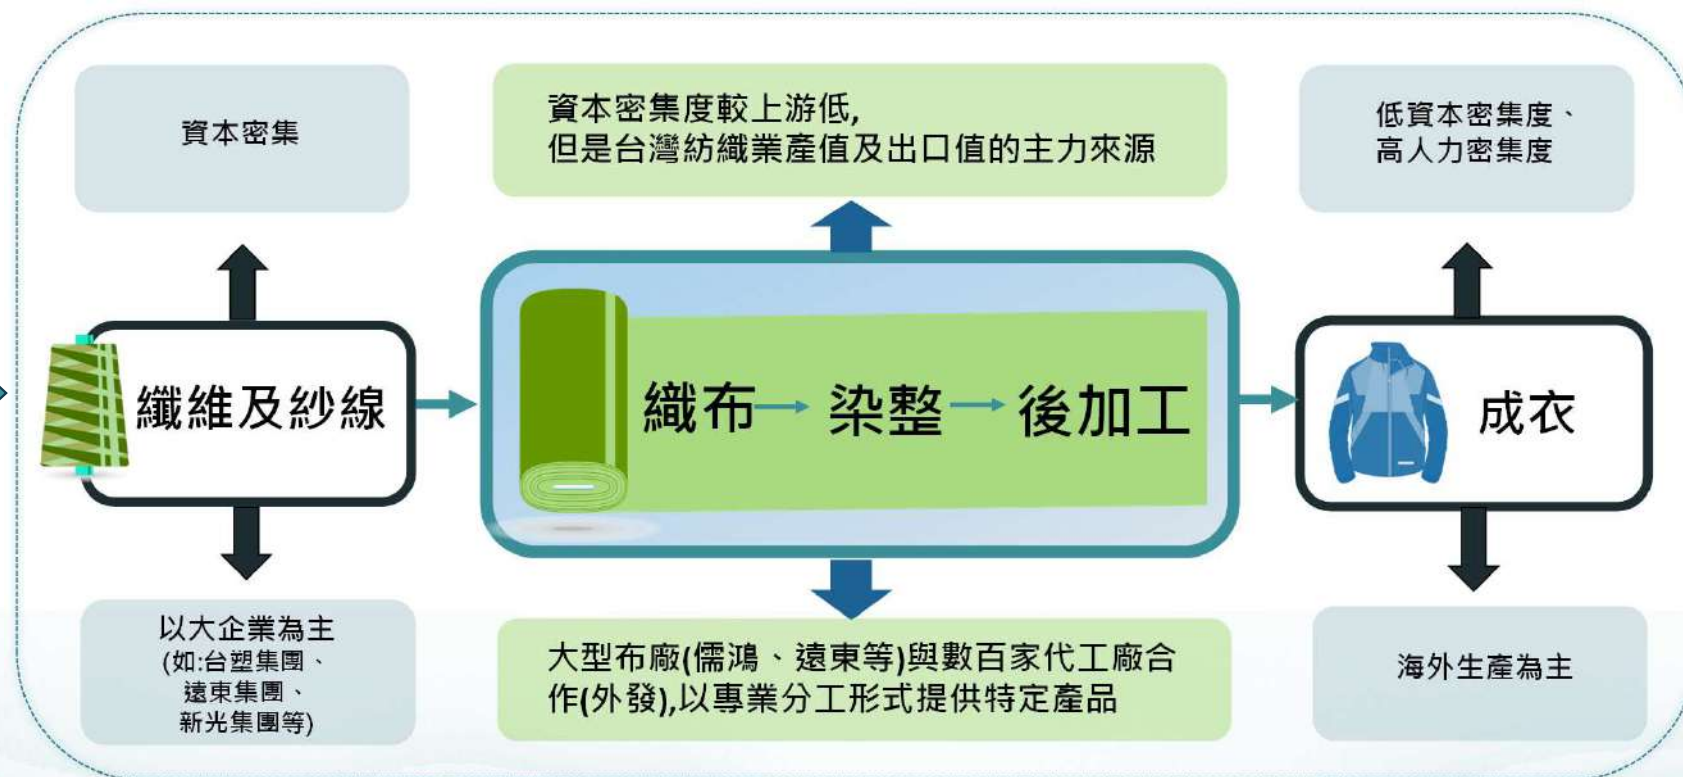 資本密集
資本密集度較上游低,
但是台灣紡織業產值及出口值的主力來源
低資本密集度、
高人力密集度
纖維及紗線
織布
染整
後加工
成衣
以大企業為主
(如:台塑集團、
遠東集團、
新光集團等)
大型布廠(儒鴻、遠東等)與數百家代工廠合
作(外發),以專業分工形式提供特定產品
海外生產為主